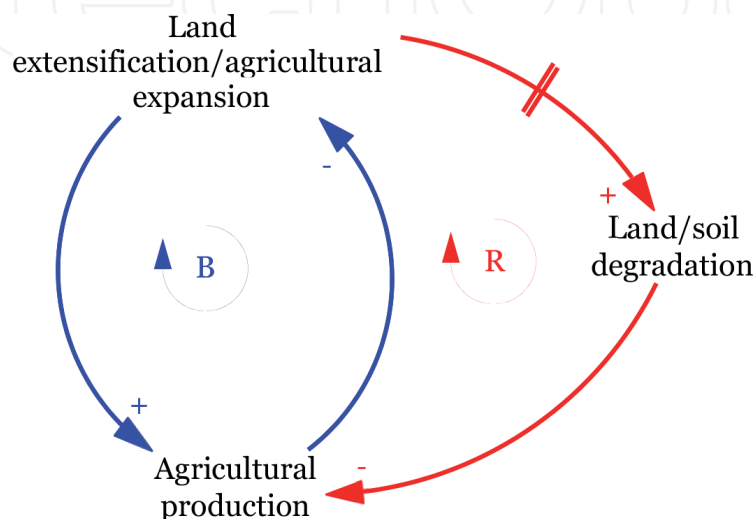 Land
extensification/agricultural
expansion
-
+
Land/soil
degradation
B
R
+
Agricultural
production
-